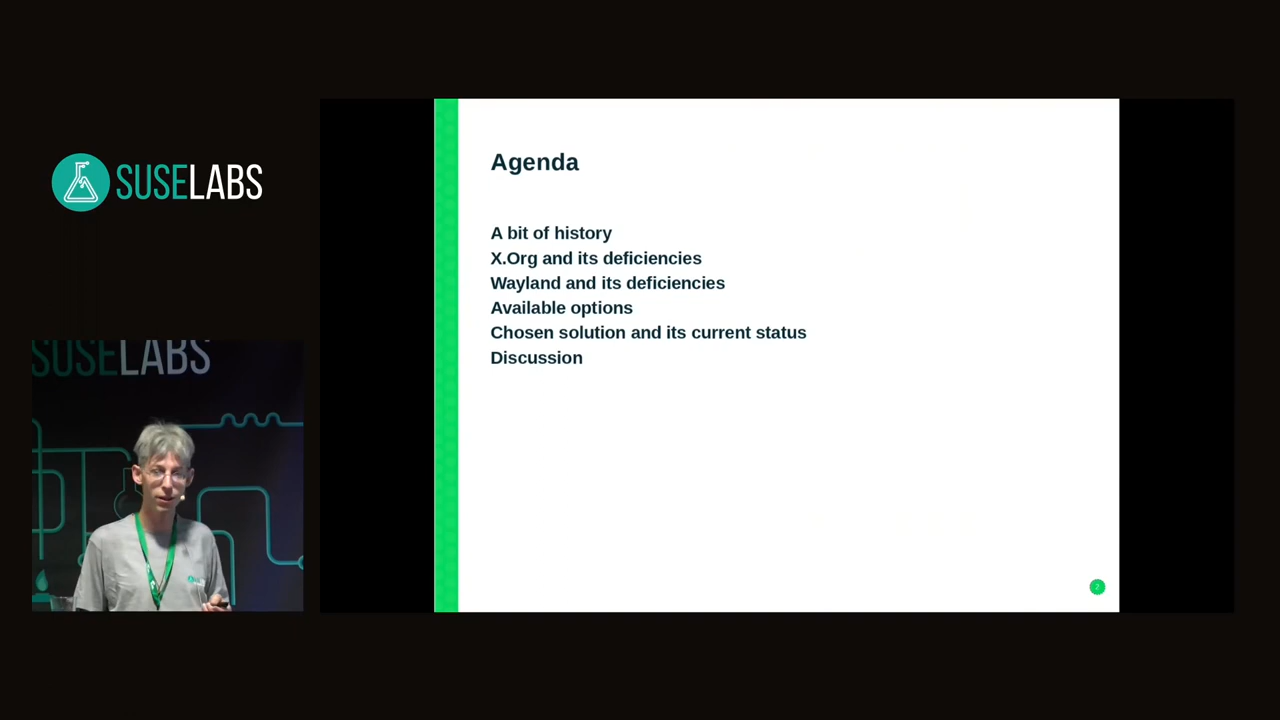 SUSELABS
SUSELABS
Agenda
A bit of history
X.Org and its deficiencies
Wayland and its deficiencies
Available options
Chosen solution and its current status
Discussion
2